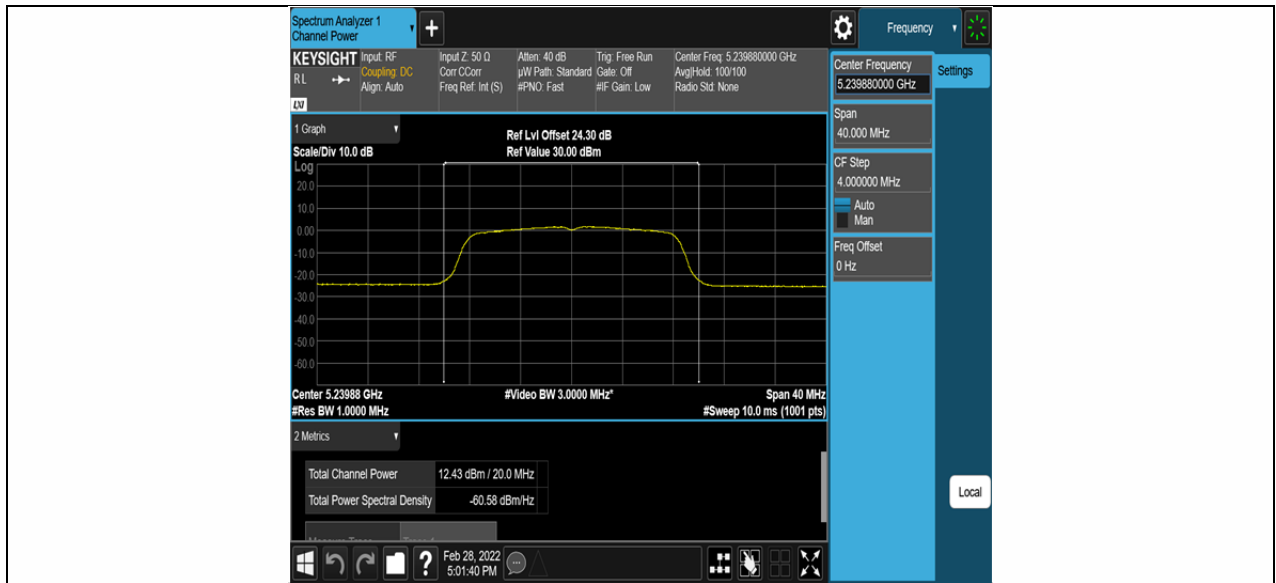 Spectrum Analyzer 1
Channel Power
+
Frequency
KEYSIGHT
RL
LXI
Input: RF
Coupling: DC
Align: Auto
Input Z: 50 Ω
Corr CCorr
Freq Ref: Int (S)
Atten: 40 dB
µW Path: Standard
#PNO: Fast
Trig: Free Run
Gate: Off
#IF Gain: Low
Center Freq: 5.239880000 GHz
Avg|Hold: 100/100
Radio Std: None
Center Frequency
5.239880000 GHz
Settings
Span
40.000 MHz
CF Step
4.000000 MHz
Auto
Man
Freq Offset
0 Hz
Local
1 Graph
Scale/Div 10.0 dB
Ref Lvl Offset 24.30 dB
Ref Value 30.00 dBm
Log
20.0
10.0
0.00
-10.0
-20.0
-30.0
-40.0
-50.0
-60.0
Center 5.23988 GHz
#Video BW 3.0000 MHz*
Span 40 MHz
#Res BW 1.0000 MHz
#Sweep 10.0 ms (1001 pts)
2 Metrics
Total Channel Power 12.43 dBm / 20.0 MHz
Total Power Spectral Density -60.58 dBm/Hz
?
Feb 28, 2022
5:01:40 PM